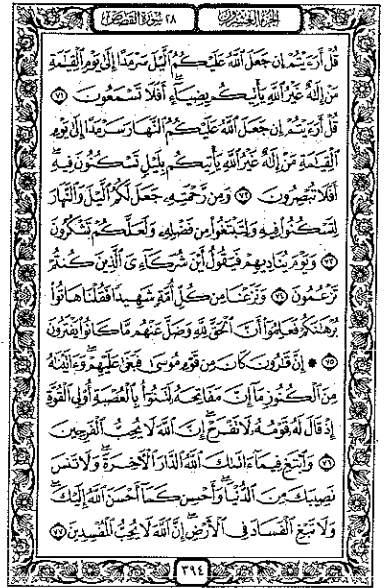 الجزء العشرون
٢٨ سورة القصص
قُلْ أَرَءَيْتُمْ إِن جَعَلَ ٱللَّهُ عَلَيْكُمُ ٱلَّيْلَ سَرْمَدًا إِلَىٰ يَوْمِ ٱلْقِيَٰمَةِ
مَنْ إِلَٰهٌ غَيْرُ ٱللَّهِ يَأْتِيكُم بِضِيَآءٍ ۖ أَفَلَا تَسْمَعُونَ ٧١
قُلْ أَرَءَيْتُمْ إِن جَعَلَ ٱللَّهُ عَلَيْكُمُ ٱلنَّهَارَ سَرْمَدًا إِلَىٰ يَوْمِ
ٱلْقِيَٰمَةِ مَنْ إِلَٰهٌ غَيْرُ ٱللَّهِ يَأْتِيكُم بِلَيْلٍ تَسْكُنُونَ فِيهِ ۖ
أَفَلَا تُبْصِرُونَ ٧٢ وَمِن رَّحْمَتِهِۦ جَعَلَ لَكُمُ ٱلَّيْلَ وَٱلنَّهَارَ
لِتَسْكُنُوا۟ فِيهِ وَلِتَبْتَغُوا۟ مِن فَضْلِهِۦ وَلَعَلَّكُمْ تَشْكُرُونَ
٧٣ وَيَوْمَ يُنَادِيهِمْ فَيَقُولُ أَيْنَ شُرَكَآءِىَ ٱلَّذِينَ كُنتُمْ
تَزْعُمُونَ ٧٤ وَنَزَعْنَا مِن كُلِّ أُمَّةٍ شَهِيدًا فَقُلْنَا هَاتُوا۟
بُرْهَٰنَكُمْ فَعَلِمُوٓا۟ أَنَّ ٱلْحَقَّ لِلَّهِ وَضَلَّ عَنْهُم مَّا كَانُوا۟ يَفْتَرُونَ
٧٥ ۞ إِنَّ قَٰرُونَ كَانَ مِن قَوْمِ مُوسَىٰ فَبَغَىٰ عَلَيْهِمْ ۖ وَءَاتَيْنَٰهُ
مِنَ ٱلْكُنُوزِ مَآ إِنَّ مَفَاتِحَهُۥ لَتَنُوٓأُ بِٱلْعُصْبَةِ أُو۟لِى ٱلْقُوَّةِ
إِذْ قَالَ لَهُۥ قَوْمُهُۥ لَا تَفْرَحْ ۖ إِنَّ ٱللَّهَ لَا يُحِبُّ ٱلْفَرِحِينَ
٧٦ وَٱبْتَغِ فِيمَآ ءَاتَىٰكَ ٱللَّهُ ٱلدَّارَ ٱلْءَاخِرَةَ ۖ وَلَا تَنسَ
نَصِيبَكَ مِنَ ٱلدُّنْيَا ۖ وَأَحْسِن كَمَآ أَحْسَنَ ٱللَّهُ إِلَيْكَ ۖ
وَلَا تَبْغِ ٱلْفَسَادَ فِى ٱلْأَرْضِ ۖ إِنَّ ٱللَّهَ لَا يُحِبُّ ٱلْمُفْسِدِينَ ٧٧
٣٩٤